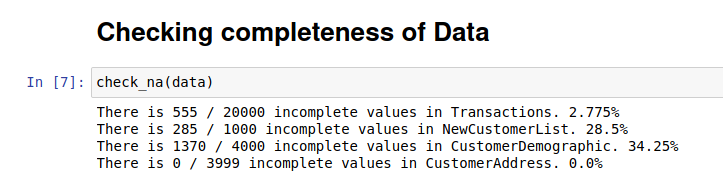 Checking completeness of Data
In [7]: check_na(data)
There is 555 / 20000 incomplete values in Transactions. 2.775%
There is 285 / 1000 incomplete values in NewCustomerList. 28.5%
There is 1370 / 4000 incomplete values in CustomerDemographic. 34.25%
There is 0 / 3999 incomplete values in CustomerAddress. 0.0%